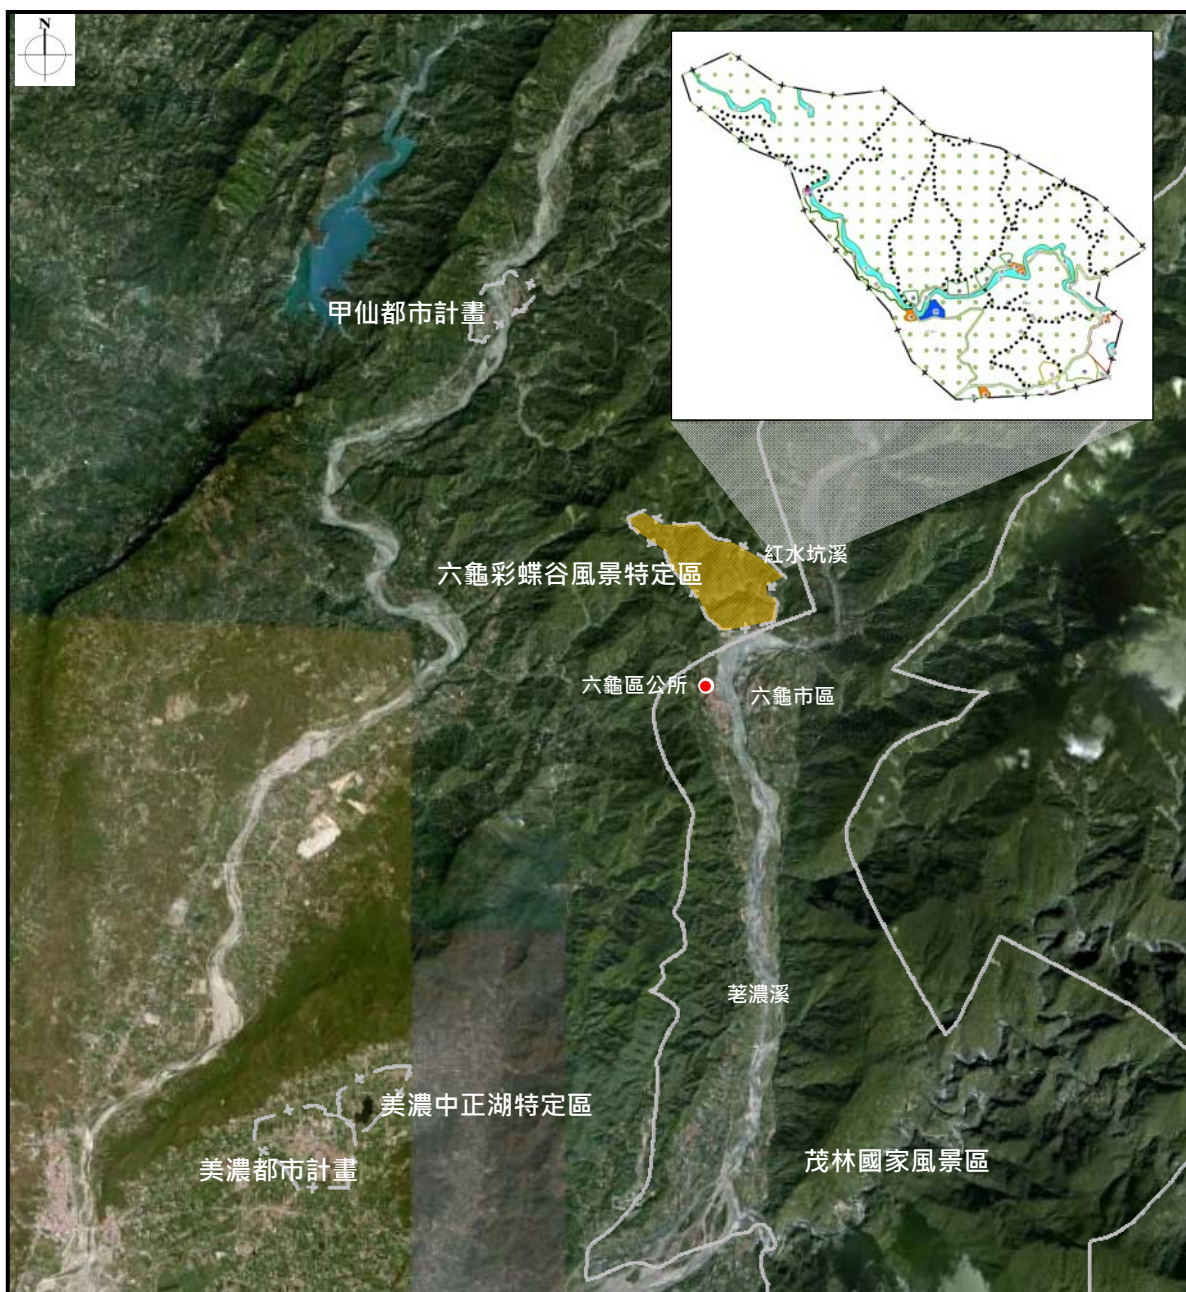 N
甲仙都市計畫
紅水坑溪
六龜彩蝶谷風景特定區
六龜區公所
六龜市區
荖濃溪
美濃中正湖特定區
茂林國家風景區
美濃都市計畫